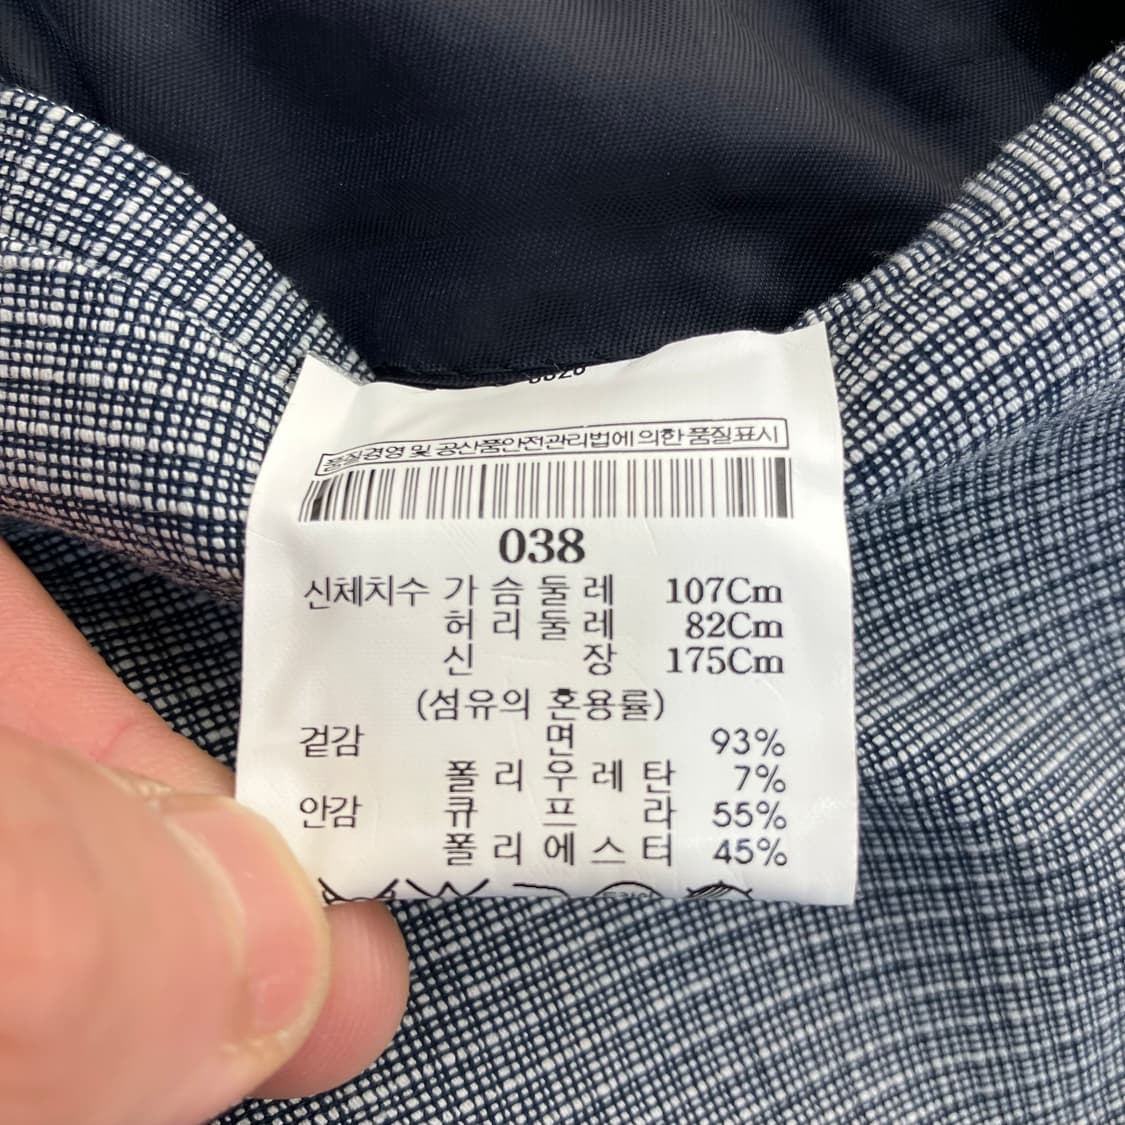 품질경영 및 공산품안전관리법에 의한 품질표시
038
신체치수 가 슴 둘 레 107Cm
허 리 둘 레 82Cm
신 장 175Cm
(섬유의 혼용률)
겉감 면 93%
폴 리 우 레 탄 7%
안감 큐 프 라 55%
폴 리 에 스 터 45%